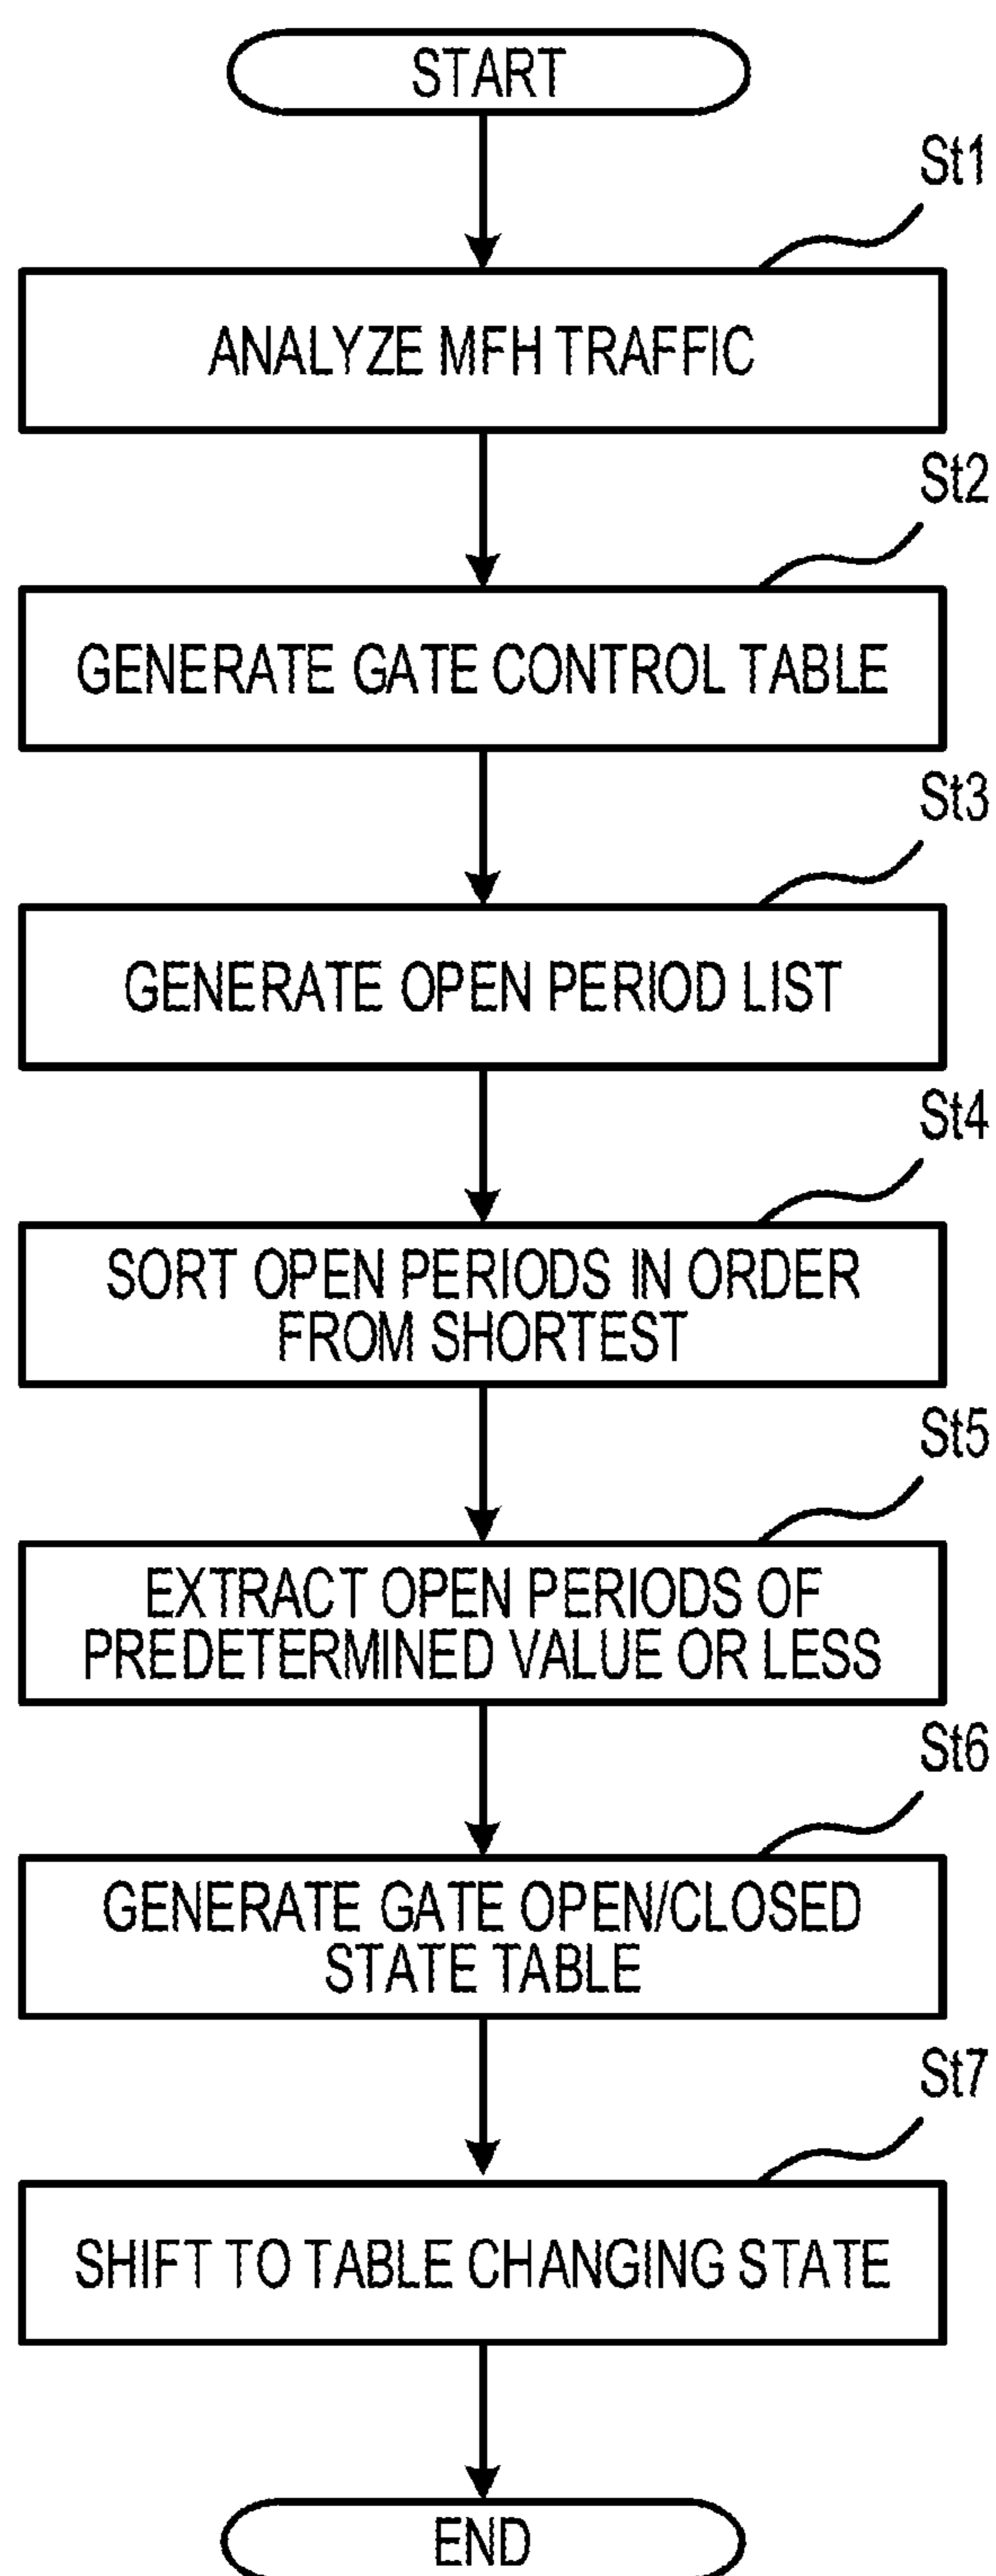 START
St1
ANALYZE MFH TRAFFIC
St2
GENERATE GATE CONTROL TABLE
St3
GENERATE OPEN PERIOD LIST
St4
SORT OPEN PERIODS IN ORDER
FROM SHORTEST
St5
EXTRACT OPEN PERIODS OF
PREDETERMINED VALUE OR LESS
St6
GENERATE GATE OPEN/CLOSED
STATE TABLE
St7
SHIFT TO TABLE CHANGING STATE
END